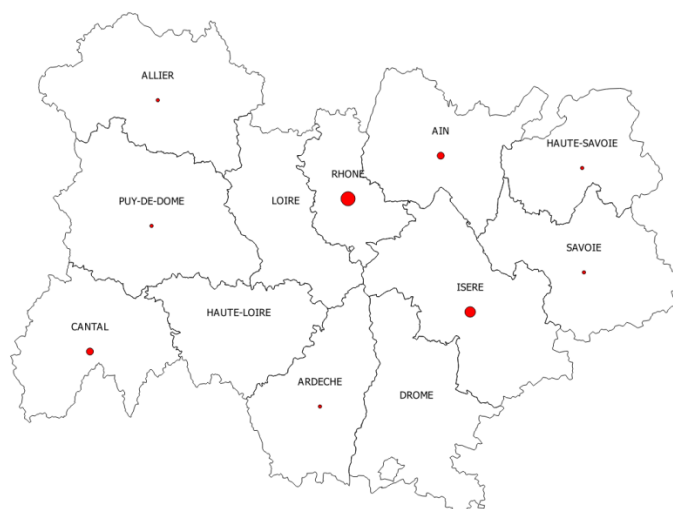 ALLIER
AIN
HAUTE-SAVOIE
RHONE
PUY-DE-DOME
LOIRE
SAVOIE
ISERE
HAUTE-LOIRE
CANTAL
ARDECHE
DROME